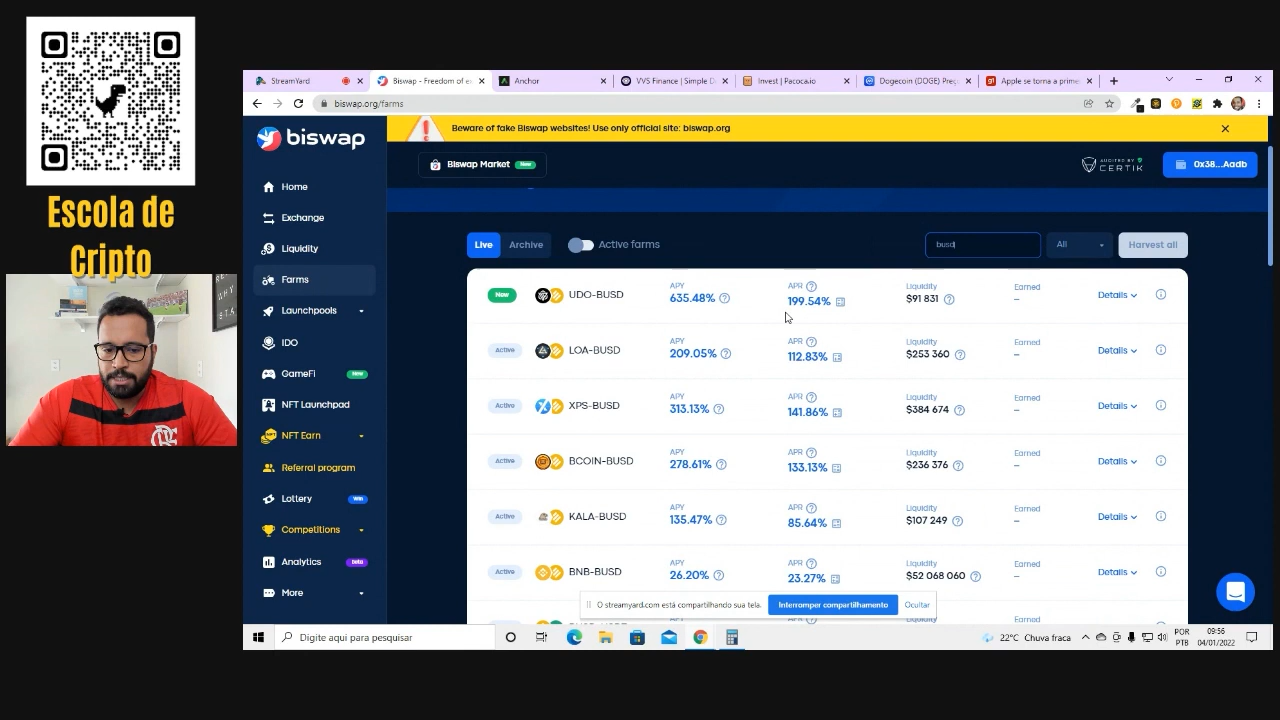 Escola de
Cripto
StreamYard
Biswap - Freedom of e
Anchor
VVS Finance | Simple D
Invest | Pacoca.io
Dogecoin (DOGE) Preç
Apple se torna a prime
biswap.org/farms
biswap
Beware of fake Biswap websites! Use only official site: biswap.org
Biswap Market New
AUDITED BY
CERTIK
0x38...Aadb
Home
Exchange
Liquidity
Farms
Launchpools
IDO
GameFi New
NFT Launchpad
NFT Earn
Referral program
Lottery Win
Competitions
Analytics beta
More
Live Archive Active farms busd All Harvest all
New UDO-BUSD APY 635.48% APR 199.54% Liquidity $91 831 Earned – Details
Active LOA-BUSD APY 209.05% APR 112.83% Liquidity $253 360 Earned – Details
Active XPS-BUSD APY 313.13% APR 141.86% Liquidity $384 674 Earned – Details
Active BCOIN-BUSD APY 278.61% APR 133.13% Liquidity $236 376 Earned – Details
Active KALA-BUSD APY 135.47% APR 85.64% Liquidity $107 249 Earned – Details
Active BNB-BUSD APY 26.20% APR 23.27% Liquidity $52 068 060 Earned – Details
O streamyard.com está compartilhando sua tela. Interromper compartilhamento Ocultar
Digite aqui para pesquisar
22°C Chuva fraca
POR
PTB
09:56
04/01/2022